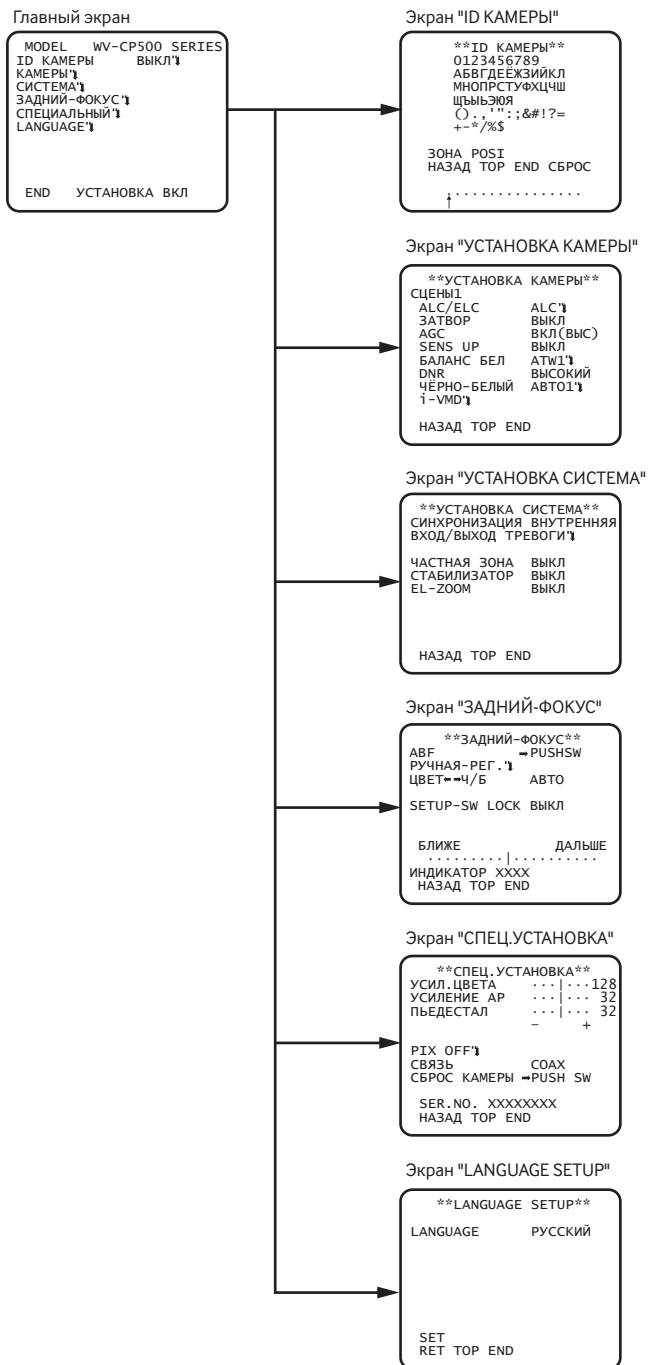 Главный экран
MODEL WV-CP500 SERIES
ID КАМЕРЫ ВЫКЛ
КАМЕРЫ
СИСТЕМА
ЗАДНИЙ-ФОКУС
СПЕЦИАЛЬНЫЙ
LANGUAGE
END УСТАНОВКА ВКЛ
Экран "ID КАМЕРЫ"
**ID КАМЕРЫ**
0123456789
АБВГДЕЁЖЗИЙКЛ
МНОПРСТУФХЦЧШ
ЩЪЫЬЭЮЯ
().,'":;&#!?=
+-*/%$
ЗОНА POSI
НАЗАД TOP END СБРОС
................
↑
Экран "УСТАНОВКА КАМЕРЫ"
**УСТАНОВКА КАМЕРЫ**
СЦЕНЫ1
ALC/ELC ALC
ЗАТВОР ВЫКЛ
AGC ВКЛ(ВЫС)
SENS UP ВЫКЛ
БАЛАНС БЕЛ ATW1
DNR ВЫСОКИЙ
ЧЁРНО-БЕЛЫЙ АВТО1
i-VMD
НАЗАД TOP END
Экран "УСТАНОВКА СИСТЕМА"
**УСТАНОВКА СИСТЕМА**
СИНХРОНИЗАЦИЯ ВНУТРЕННЯЯ
ВХОД/ВЫХОД ТРЕВОГИ
ЧАСТНАЯ ЗОНА ВЫКЛ
СТАБИЛИЗАТОР ВЫКЛ
EL-ZOOM ВЫКЛ
НАЗАД TOP END
Экран "ЗАДНИЙ-ФОКУС"
**ЗАДНИЙ-ФОКУС**
ABF ➡PUSHSW
РУЧНАЯ-РЕГ.
ЦВЕТ⬅➡Ч/Б АВТО
SETUP-SW LOCK ВЫКЛ
БЛИЖЕ ДАЛЬШЕ
·········|··········
ИНДИКАТОР XXXX
НАЗАД TOP END
Экран "СПЕЦ.УСТАНОВКА"
**СПЕЦ.УСТАНОВКА**
УСИЛ.ЦВЕТА ···|···128
УСИЛЕНИЕ АР ···|··· 32
ПЬЕДЕСТАЛ ···|··· 32
- +
PIX OFF
СВЯЗЬ COAX
СБРОС КАМЕРЫ ➡PUSH SW
SER.NO. XXXXXXXX
НАЗАД TOP END
Экран "LANGUAGE SETUP"
**LANGUAGE SETUP**
LANGUAGE РУССКИЙ
SET
RET TOP END